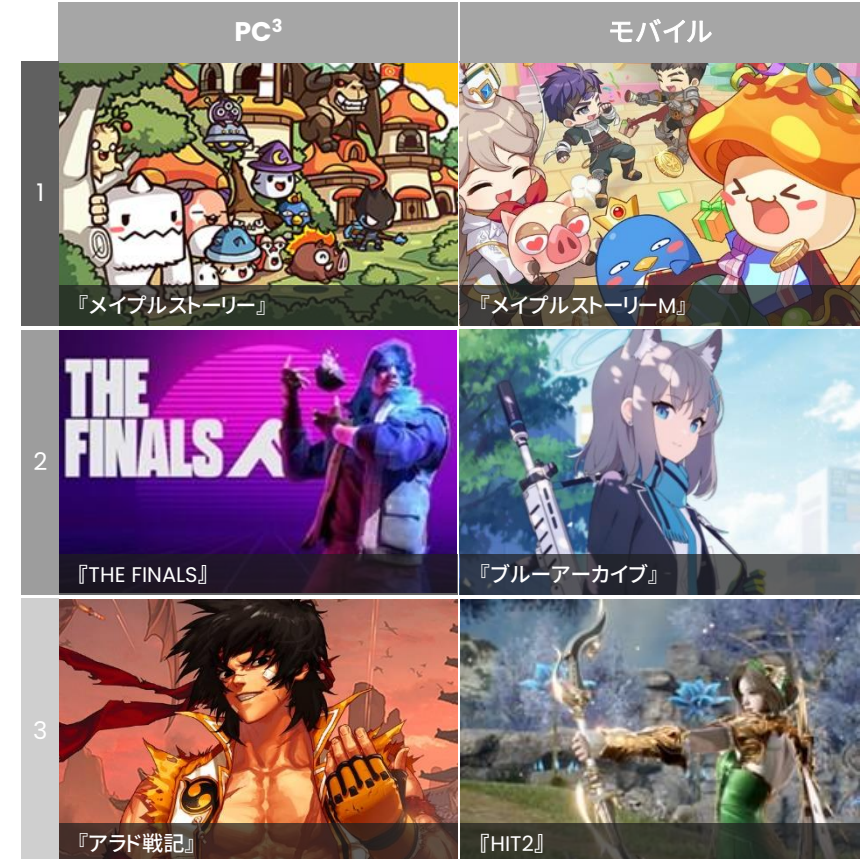 PC³
モバイル
1
『メイプルストーリー』
『メイプルストーリーM』
2
THE
FINALS
『THE FINALS』
『ブルーアーカイブ』
3
『アラド戦記』
『HIT2』